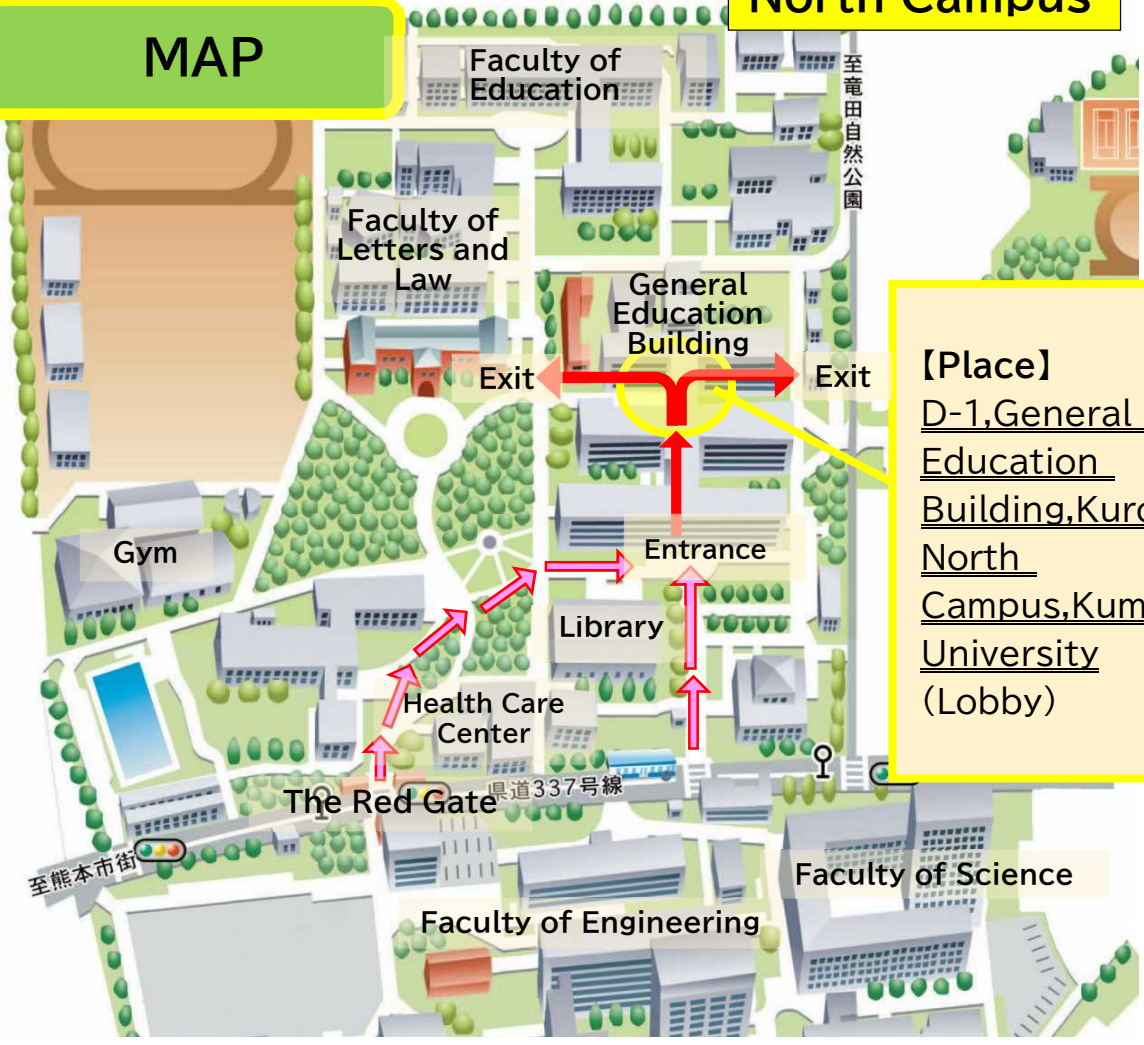 MAP
North Campus
Faculty of
Education
至竜田自然公園
Faculty of
Letters and
Law
General
Education
Building
Exit
Exit
【Place】
D-1,General
Education
Building,Kuro
North
Campus,Kum
University
(Lobby)
Gym
Entrance
Library
Health Care
Center
The Red Gate
県道337号線
至熊本市街
Faculty of Science
Faculty of Engineering